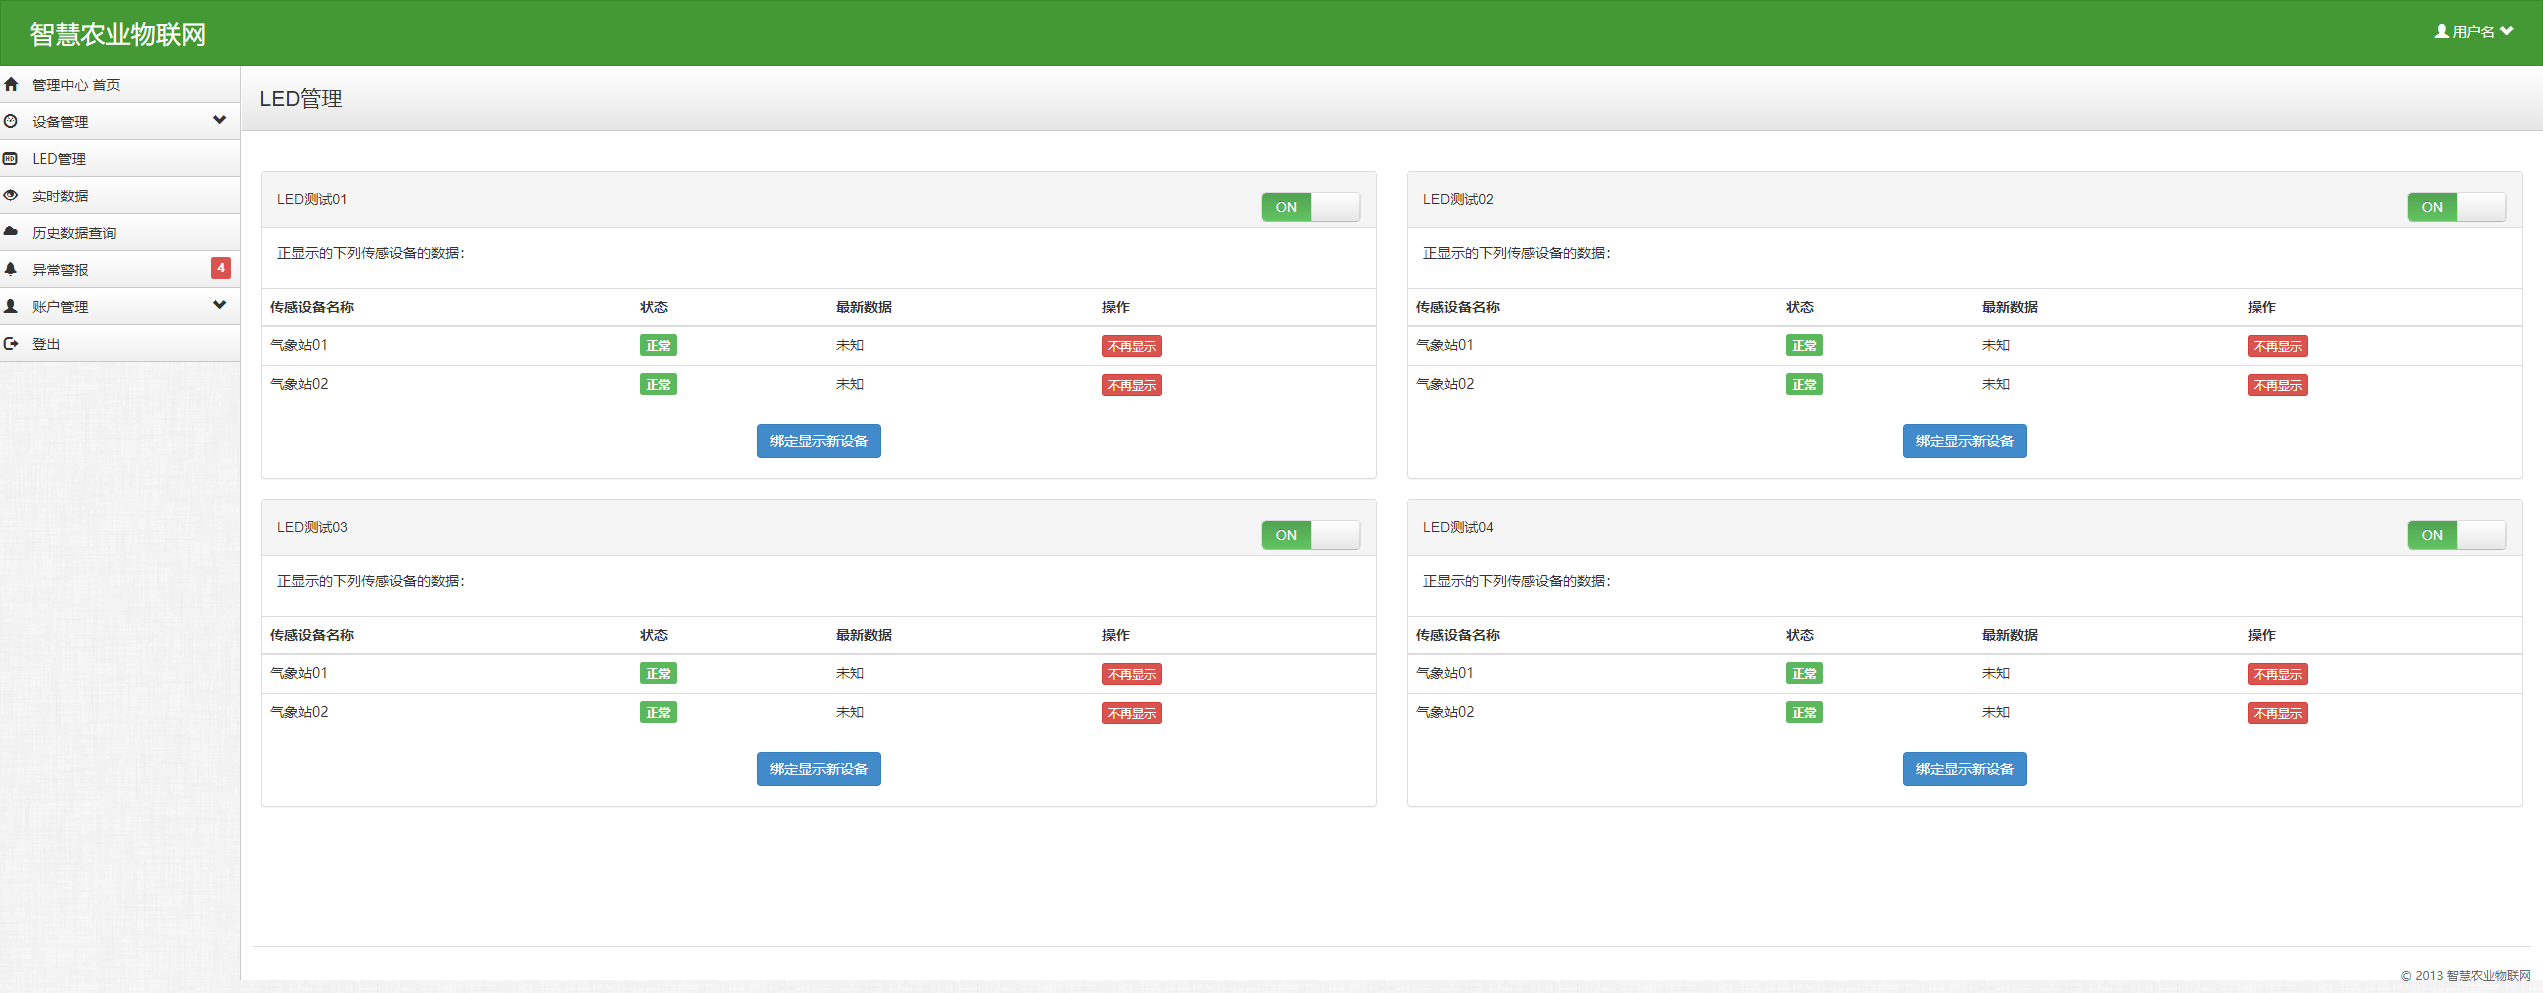 智慧农业物联网
用户名
管理中心 首页
设备管理
LED管理
实时数据
历史数据查询
异常警报 4
账户管理
登出
LED管理
LED测试01 ON
正显示的下列传感设备的数据：
传感设备名称 状态 最新数据 操作
气象站01 正常 未知 不再显示
气象站02 正常 未知 不再显示
绑定显示新设备
LED测试02 ON
正显示的下列传感设备的数据：
传感设备名称 状态 最新数据 操作
气象站01 正常 未知 不再显示
气象站02 正常 未知 不再显示
绑定显示新设备
LED测试03 ON
正显示的下列传感设备的数据：
传感设备名称 状态 最新数据 操作
气象站01 正常 未知 不再显示
气象站02 正常 未知 不再显示
绑定显示新设备
LED测试04 ON
正显示的下列传感设备的数据：
传感设备名称 状态 最新数据 操作
气象站01 正常 未知 不再显示
气象站02 正常 未知 不再显示
绑定显示新设备
© 2013 智慧农业物联网